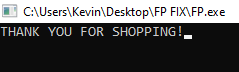 C:\Users\Kevin\Desktop\FP FIX\FP.exe
THANK YOU FOR SHOPPING!